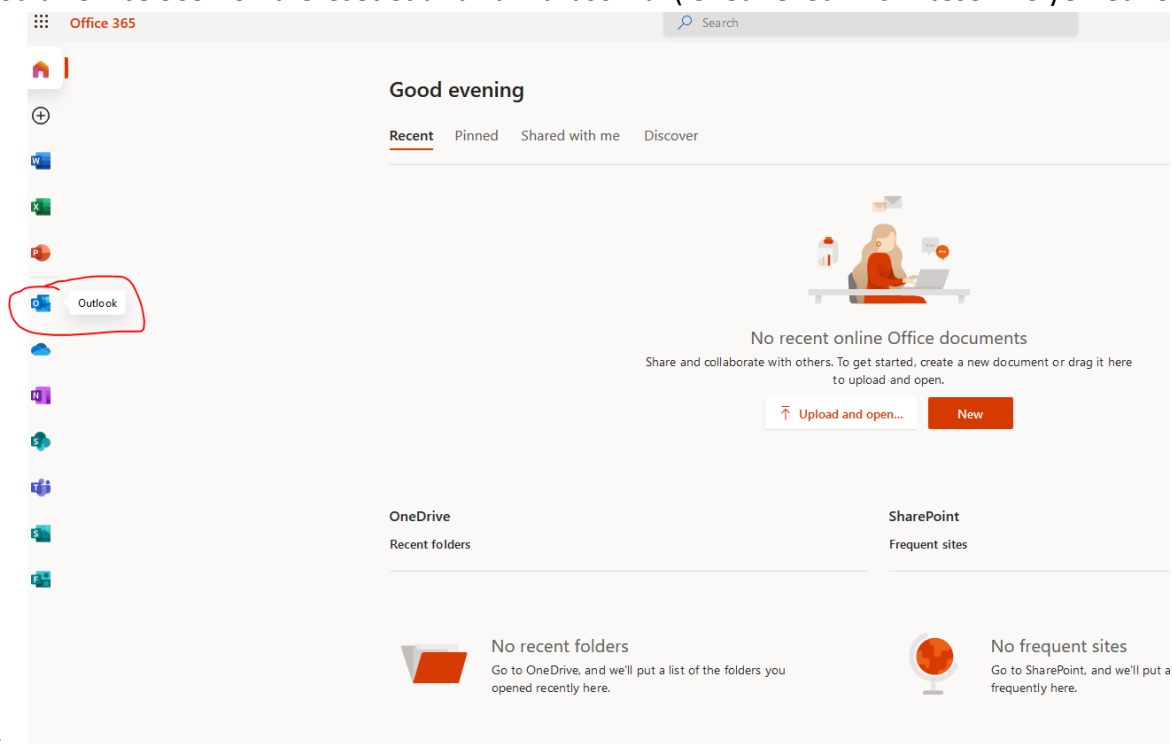 Office 365
Search
Good evening
Recent Pinned Shared with me Discover
W
X
P
O Outlook
No recent online Office documents
Share and collaborate with others. To get started, create a new document or drag it here
to upload and open.
N
Upload and open... New
S
T
OneDrive SharePoint
S
Recent folders Frequent sites
F
No recent folders No frequent sites
Go to OneDrive, and we'll put a list of the folders you Go to SharePoint, and we'll put a
opened recently here. frequently here.